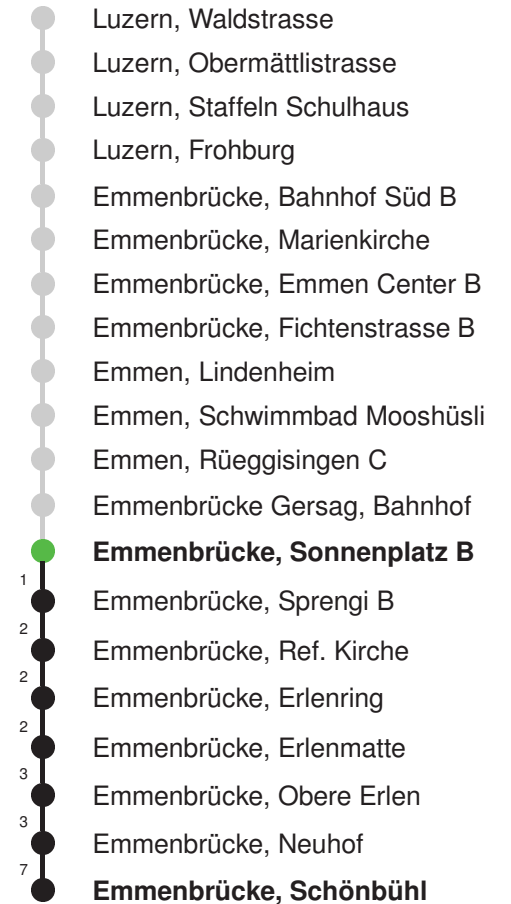 Luzern, Waldstrasse
Luzern, Obermättlistrasse
Luzern, Staffeln Schulhaus
Luzern, Frohburg
Emmenbrücke, Bahnhof Süd B
Emmenbrücke, Marienkirche
Emmenbrücke, Emmen Center B
Emmenbrücke, Fichtenstrasse B
Emmen, Lindenheim
Emmen, Schwimmbad Mooshüsli
Emmen, Rüeggisingen C
Emmenbrücke Gersag, Bahnhof
Emmenbrücke, Sonnenplatz B
1 Emmenbrücke, Sprengi B
2 Emmenbrücke, Ref. Kirche
2 Emmenbrücke, Erlenring
2 Emmenbrücke, Erlenmatte
3 Emmenbrücke, Obere Erlen
3 Emmenbrücke, Neuhof
7 Emmenbrücke, Schönbühl